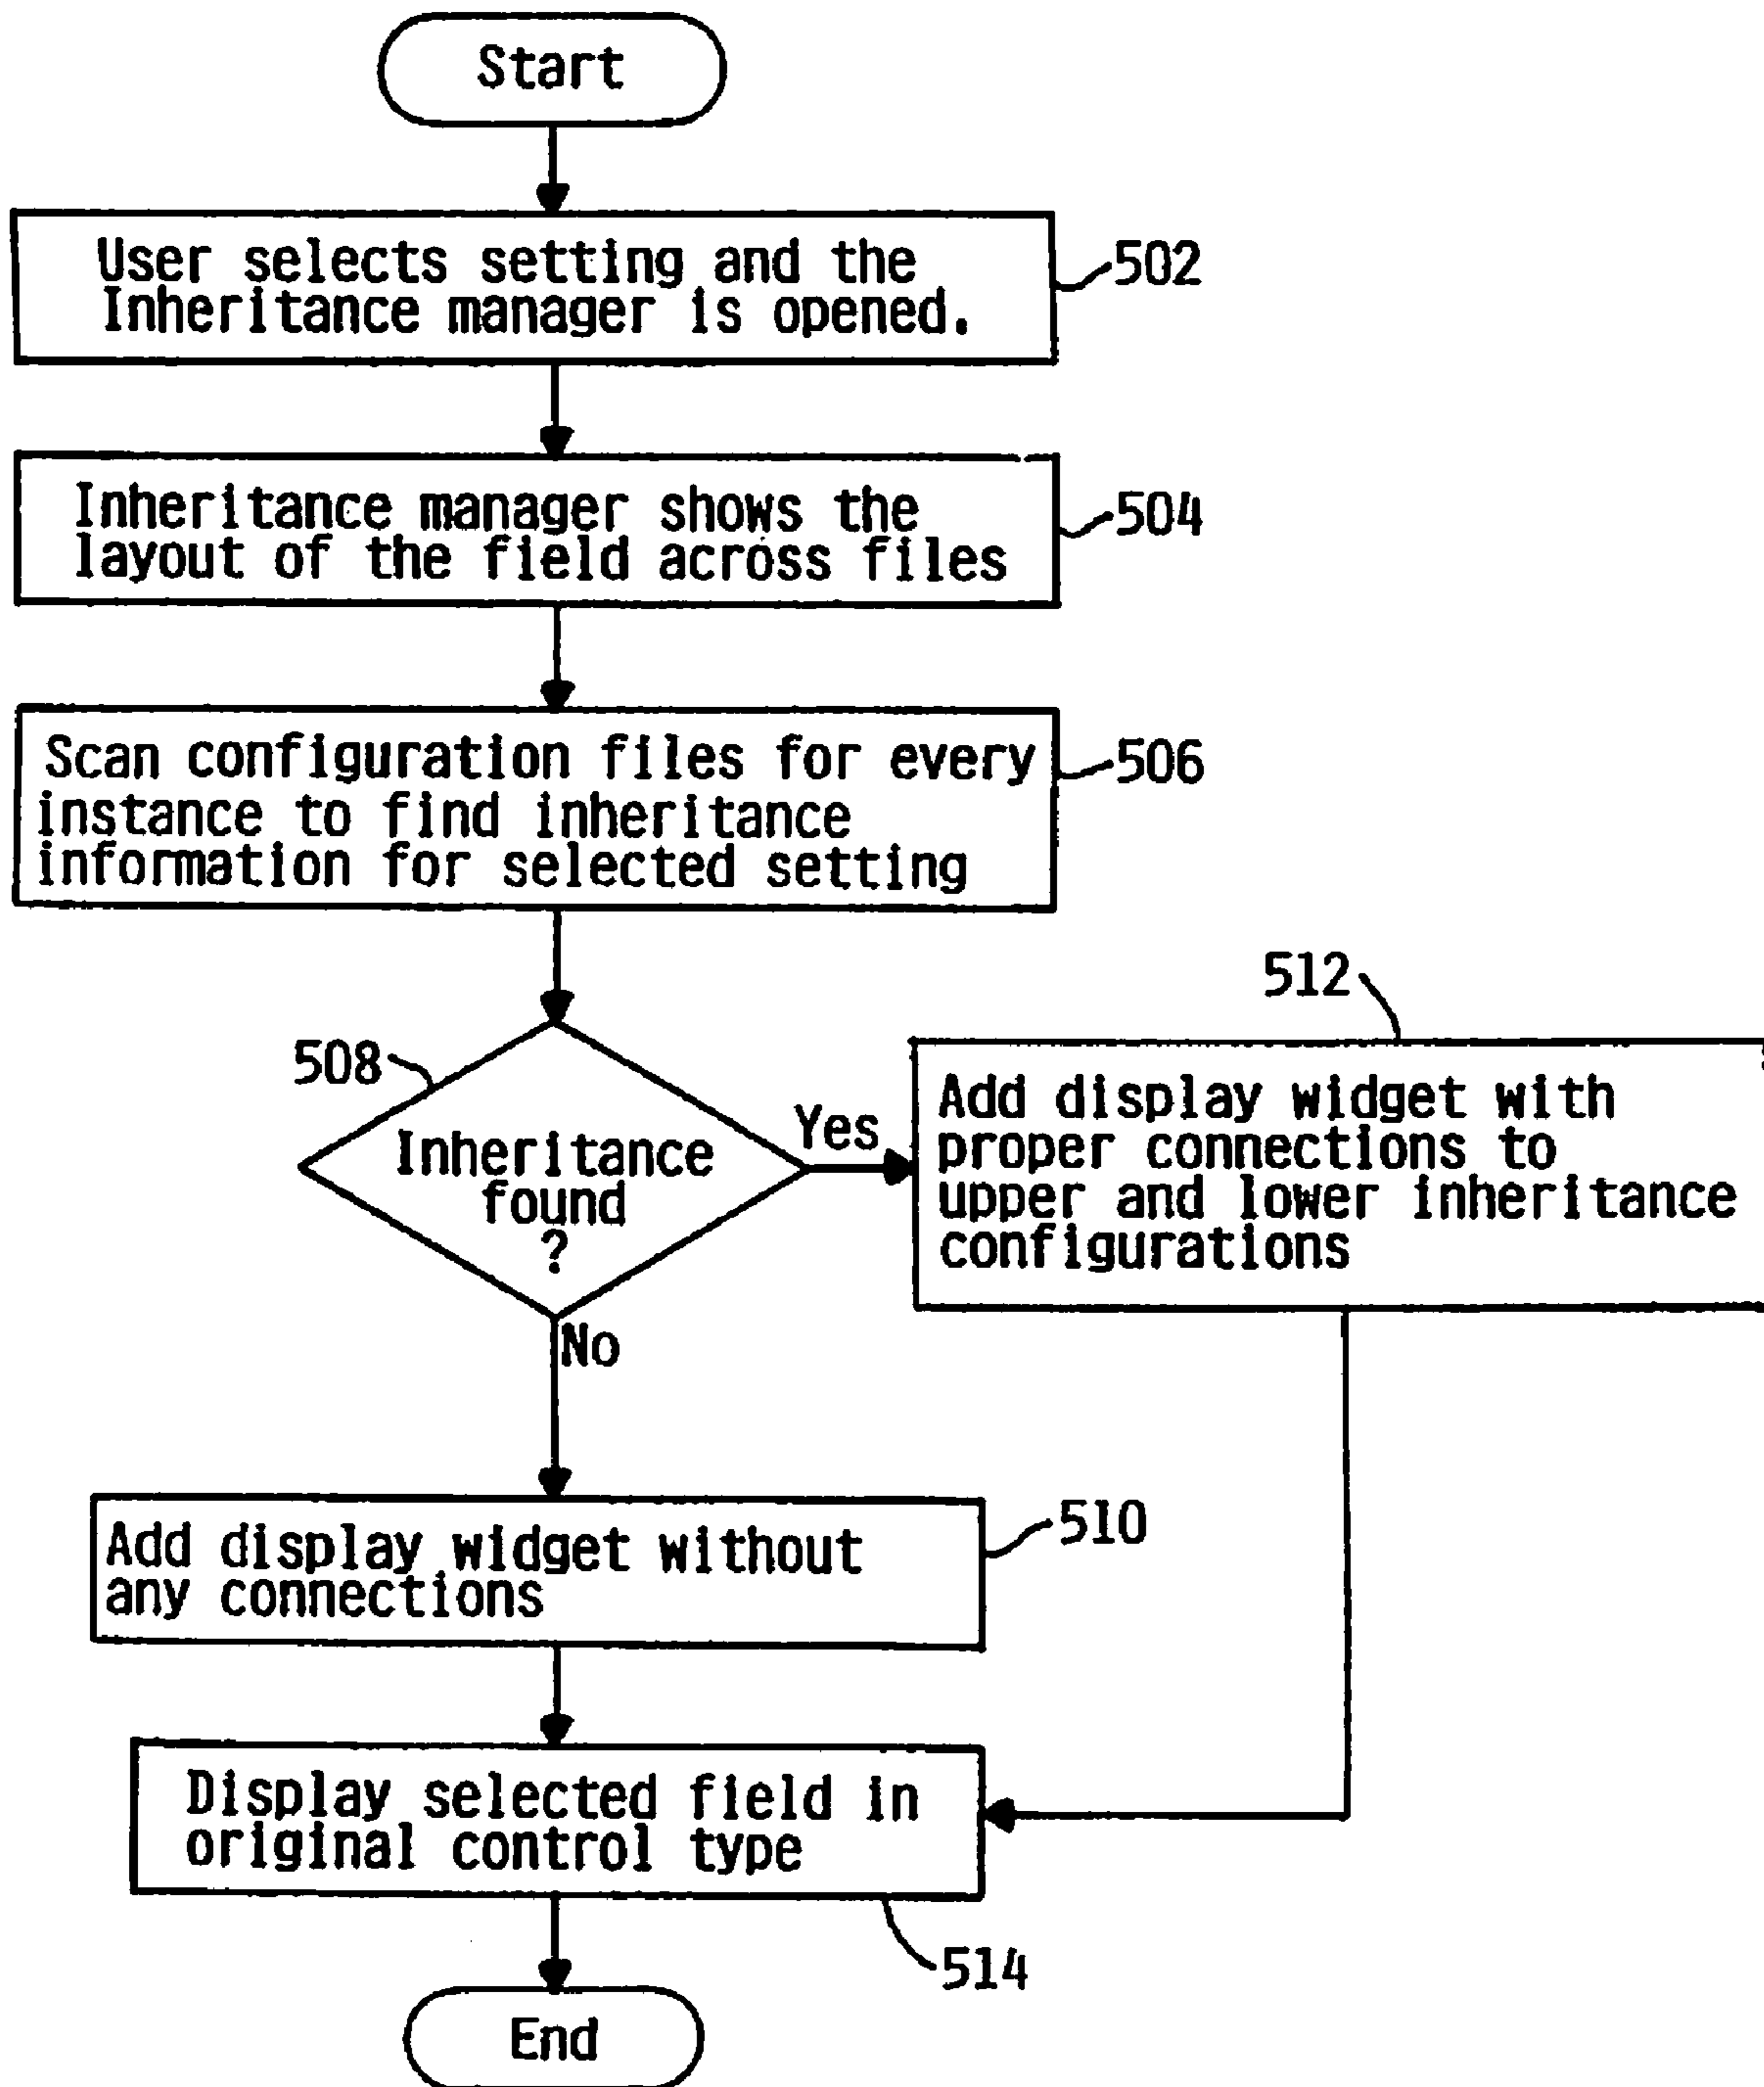 Start
User selects setting and the
Inheritance manager is opened.
502
Inheritance manager shows the
layout of the field across files
504
Scan configuration files for every
instance to find inheritance
information for selected setting
506
508
Inheritance
found
?
Yes
No
512
Add display widget with
proper connections to
upper and lower inheritance
configurations
Add display widget without
any connections
510
Display selected field in
original control type
514
End